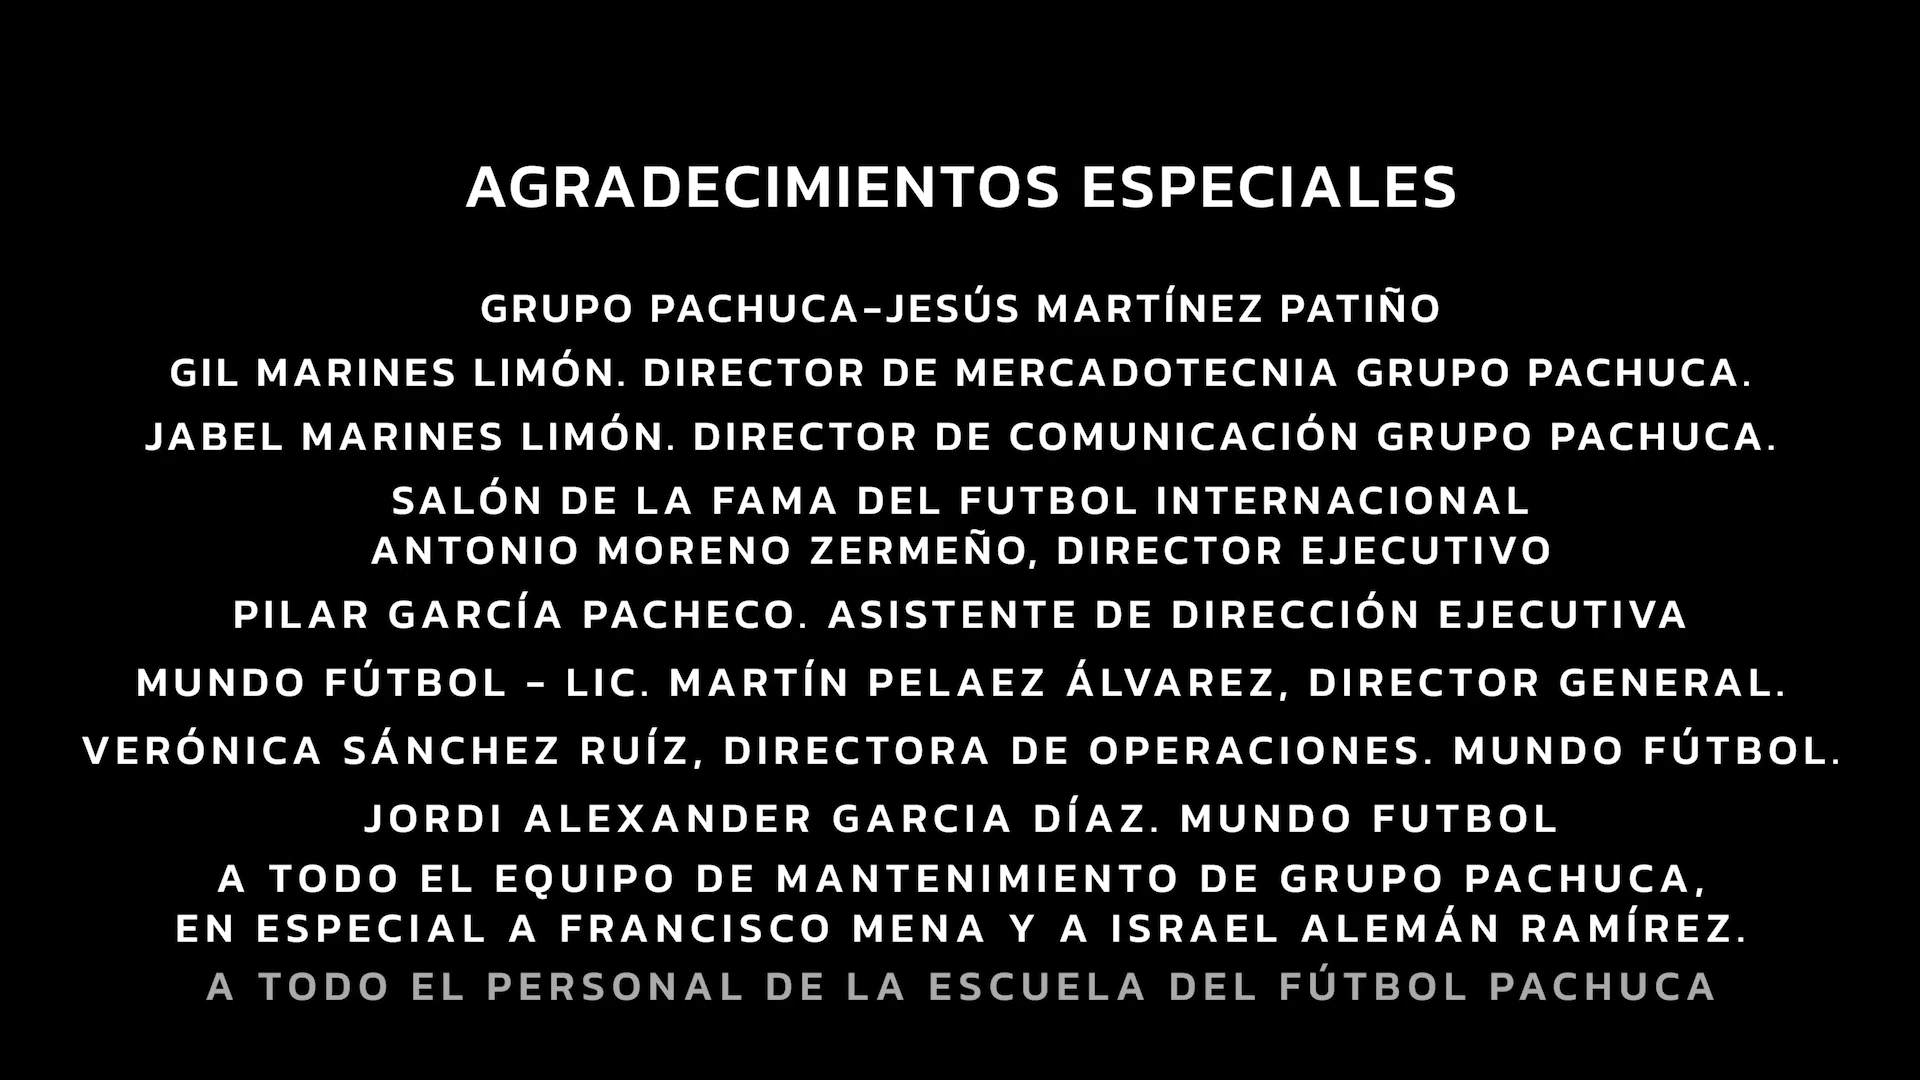 AGRADECIMIENTOS ESPECIALES
GRUPO PACHUCA-JESÚS MARTÍNEZ PATIÑO
GIL MARINES LIMÓN. DIRECTOR DE MERCADOTECNIA GRUPO PACHUCA.
JABEL MARINES LIMÓN. DIRECTOR DE COMUNICACIÓN GRUPO PACHUCA.
SALÓN DE LA FAMA DEL FUTBOL INTERNACIONAL
ANTONIO MORENO ZERMEÑO, DIRECTOR EJECUTIVO
PILAR GARCÍA PACHECO. ASISTENTE DE DIRECCIÓN EJECUTIVA
MUNDO FÚTBOL - LIC. MARTÍN PELAEZ ÁLVAREZ, DIRECTOR GENERAL.
VERÓNICA SÁNCHEZ RUÍZ, DIRECTORA DE OPERACIONES. MUNDO FÚTBOL.
JORDI ALEXANDER GARCIA DÍAZ. MUNDO FUTBOL
A TODO EL EQUIPO DE MANTENIMIENTO DE GRUPO PACHUCA,
EN ESPECIAL A FRANCISCO MENA Y A ISRAEL ALEMÁN RAMÍREZ.
A TODO EL PERSONAL DE LA ESCUELA DEL FÚTBOL PACHUCA